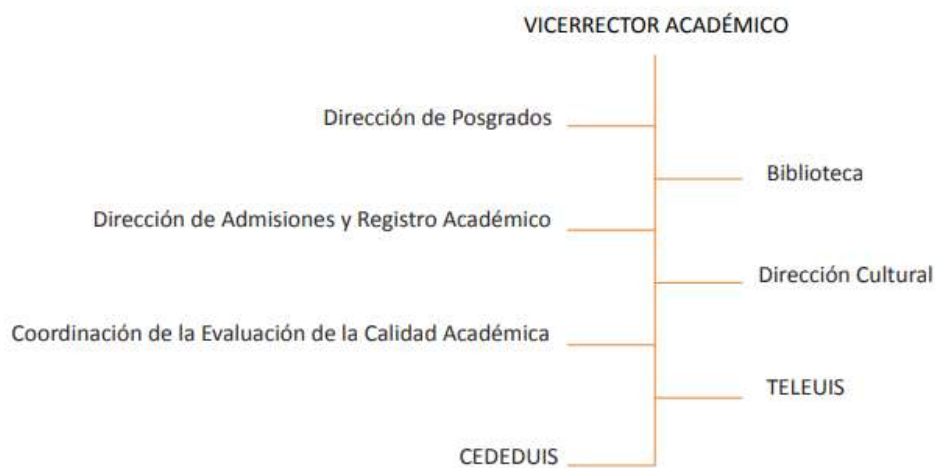 VICERRECTOR ACADÉMICO
Dirección de Posgrados
Biblioteca
Dirección de Admisiones y Registro Académico
Dirección Cultural
Coordinación de la Evaluación de la Calidad Académica
TELEUIS
CEDEDUIS